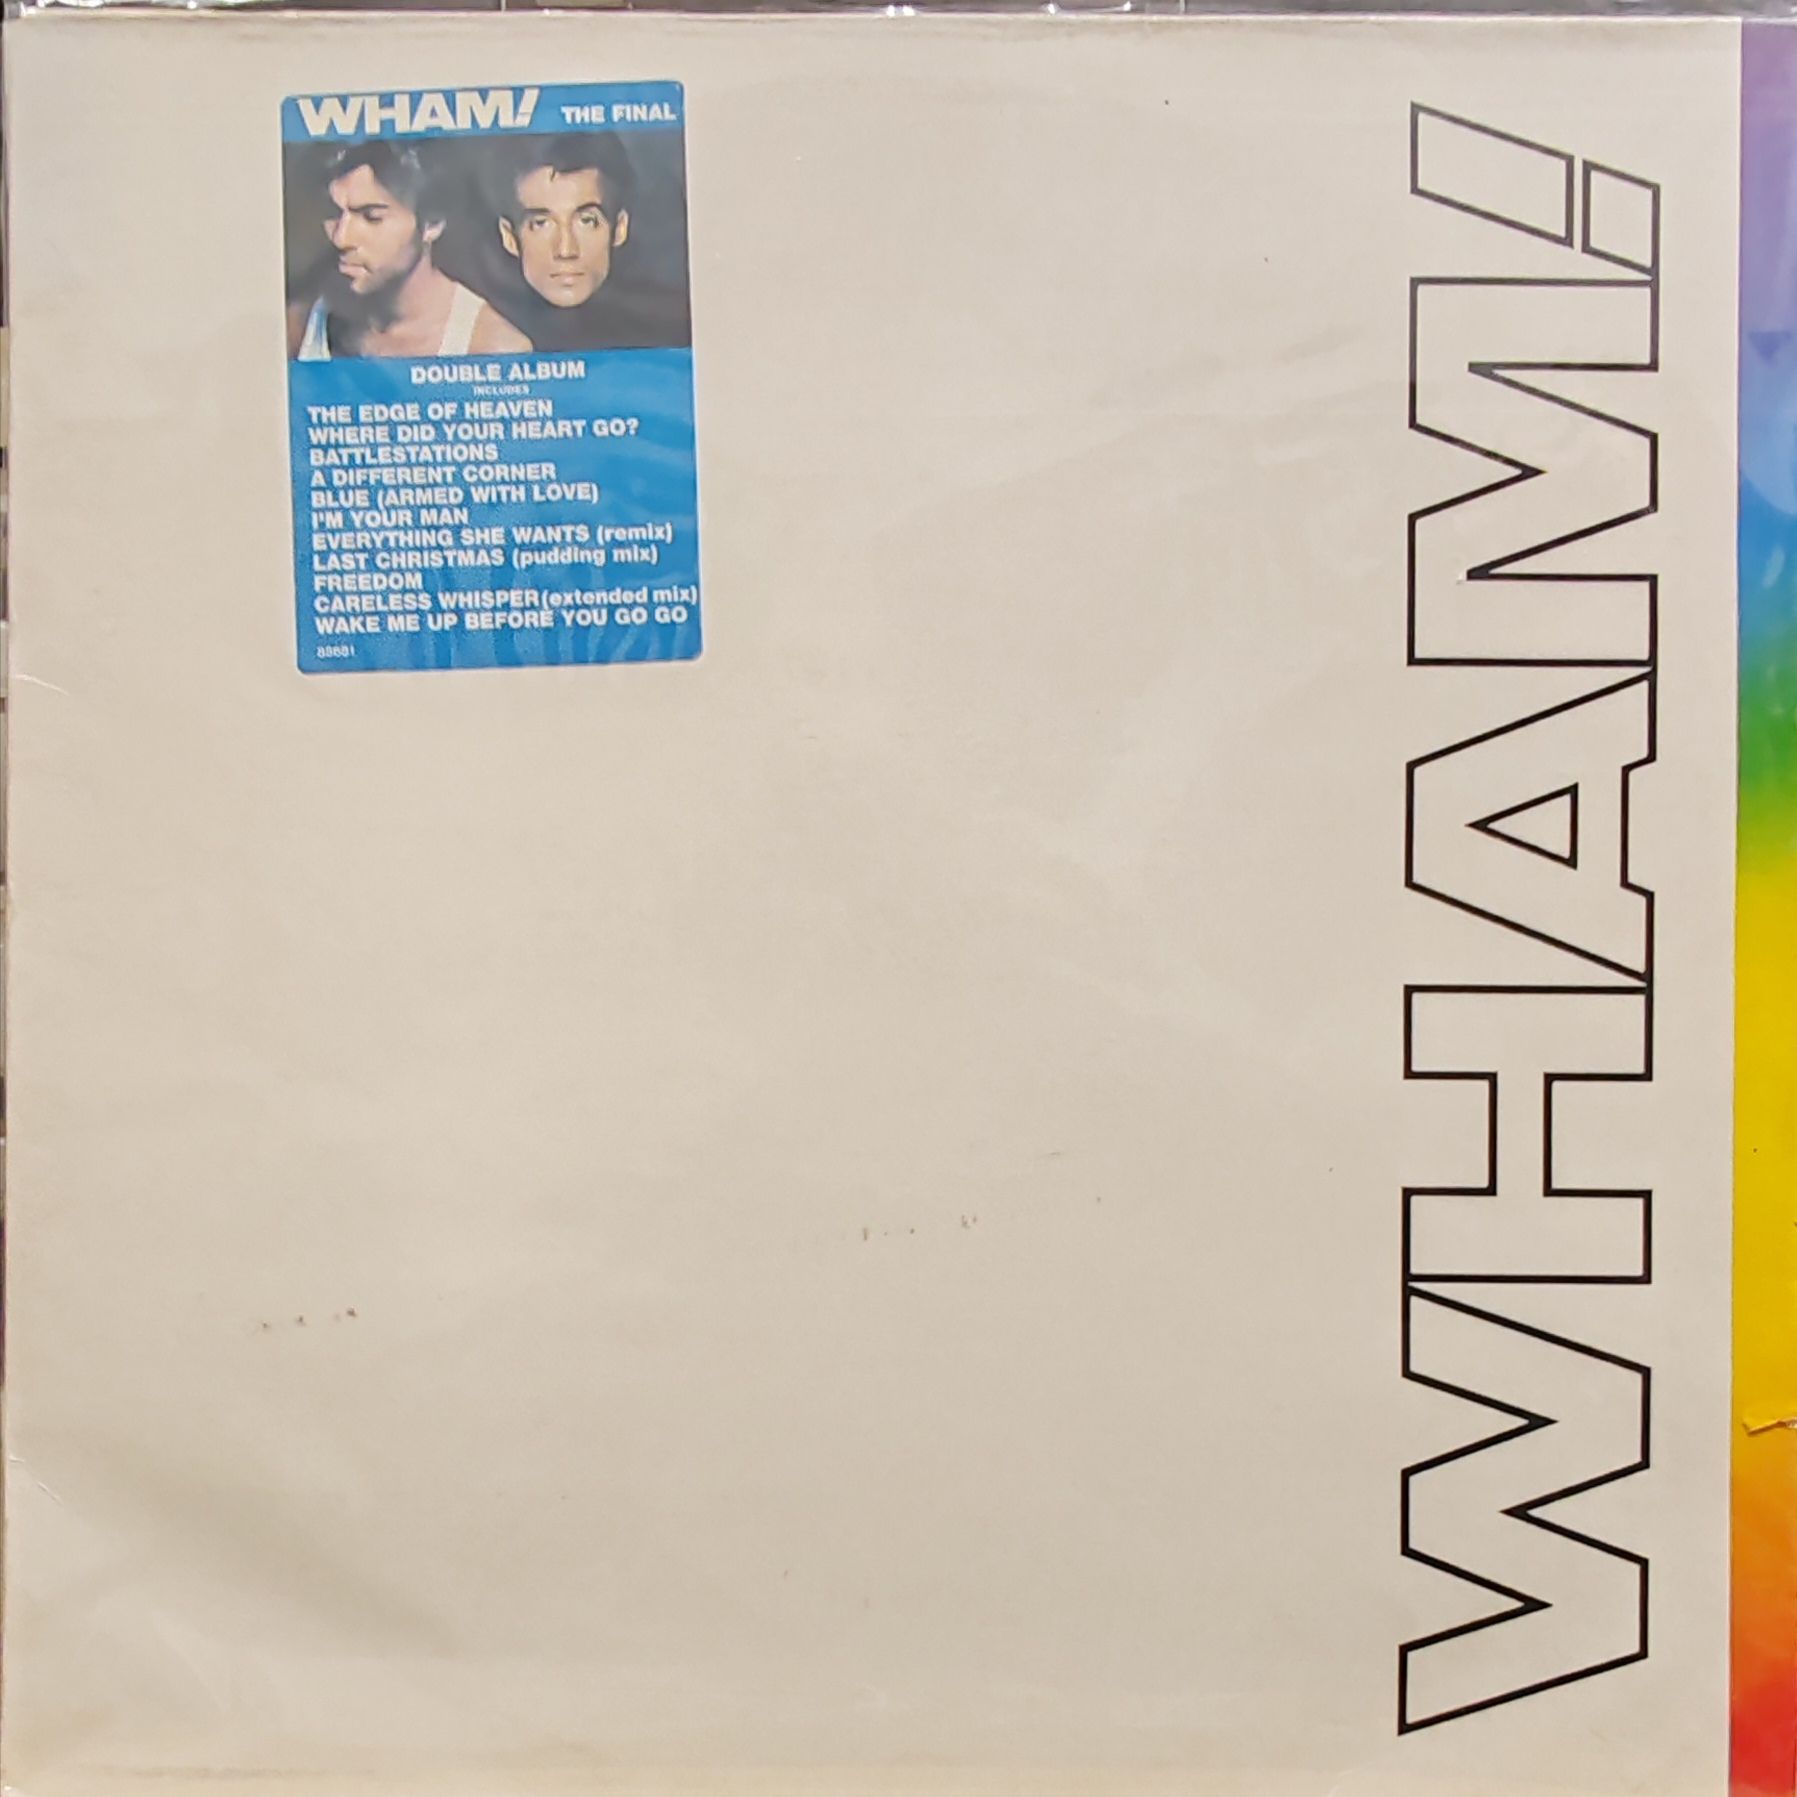 WHAM! THE FINAL
DOUBLE ALBUM
INCLUDES
THE EDGE OF HEAVEN
WHERE DID YOUR HEART GO?
BATTLESTATIONS
A DIFFERENT CORNER
BLUE (ARMED WITH LOVE)
I'M YOUR MAN
EVERYTHING SHE WANTS (remix)
LAST CHRISTMAS (pudding mix)
FREEDOM
CARELESS WHISPER (extended mix)
WAKE ME UP BEFORE YOU GO GO
88681
WHAM!